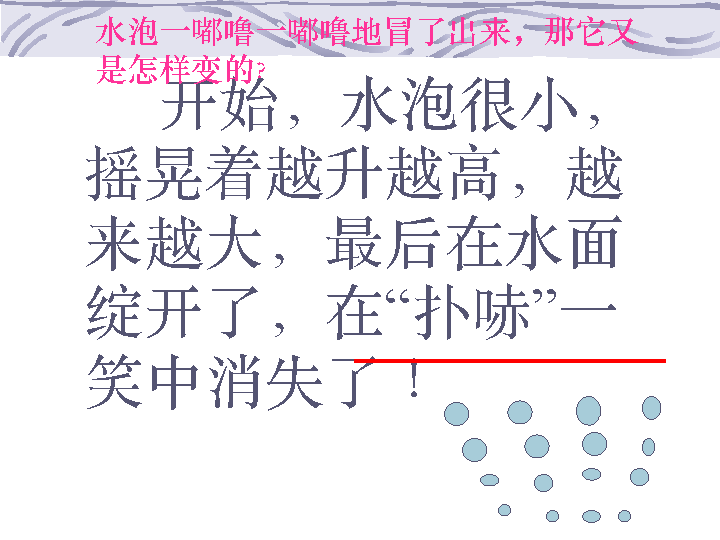 水泡一嘟噜一嘟噜地冒了出来，那它又
是怎样变的?
开始，水泡很小，
摇晃着越升越高，越
来越大，最后在水面
绽开了，在“扑哧”一
笑中消失了！